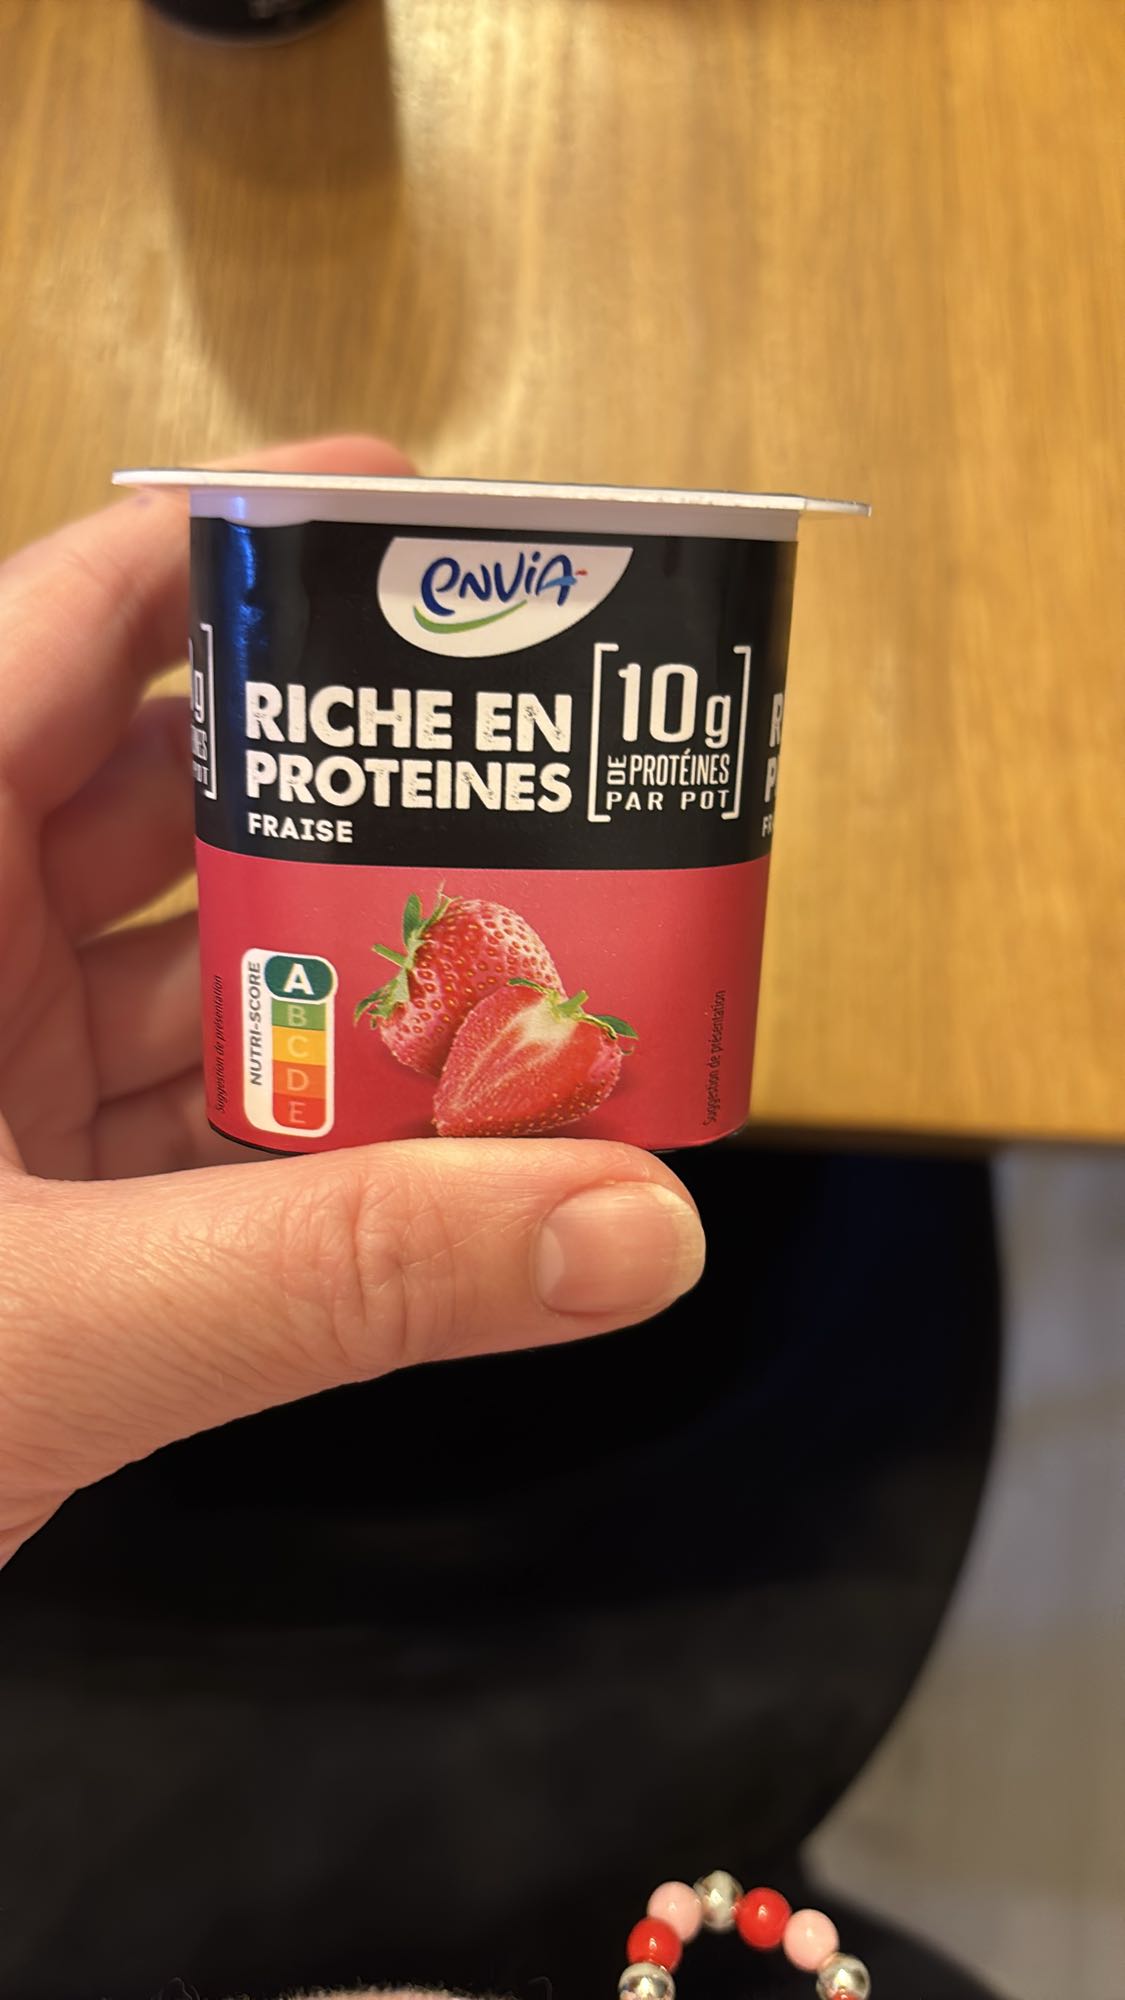 envia
RICHE EN
PROTEINES
FRAISE
10g
DE PROTÉINES
PAR POT
NUTRI-SCORE
A
B
C
D
E
Suggestion de présentation
Suggestion de présentation